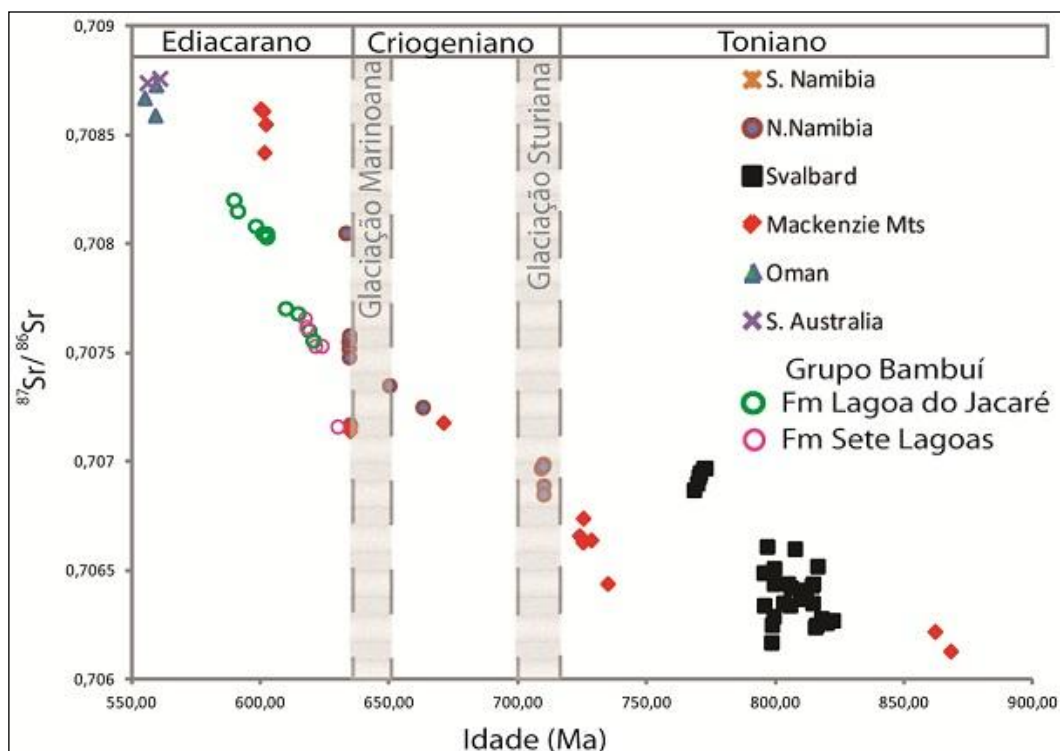 Ediacarano
Criogeniano
Toniano
0,709
0,7085
0,708
0,7075
0,707
0,7065
0,706
⁸⁷Sr/ ⁸⁶Sr
Glaciação Marinoana
Glaciação Sturiana
S. Namibia
N.Namibia
Svalbard
Mackenzie Mts
Oman
S. Australia
Grupo Bambuí
Fm Lagoa do Jacaré
Fm Sete Lagoas
550,00
600,00
650,00
700,00
750,00
800,00
850,00
900,00
Idade (Ma)